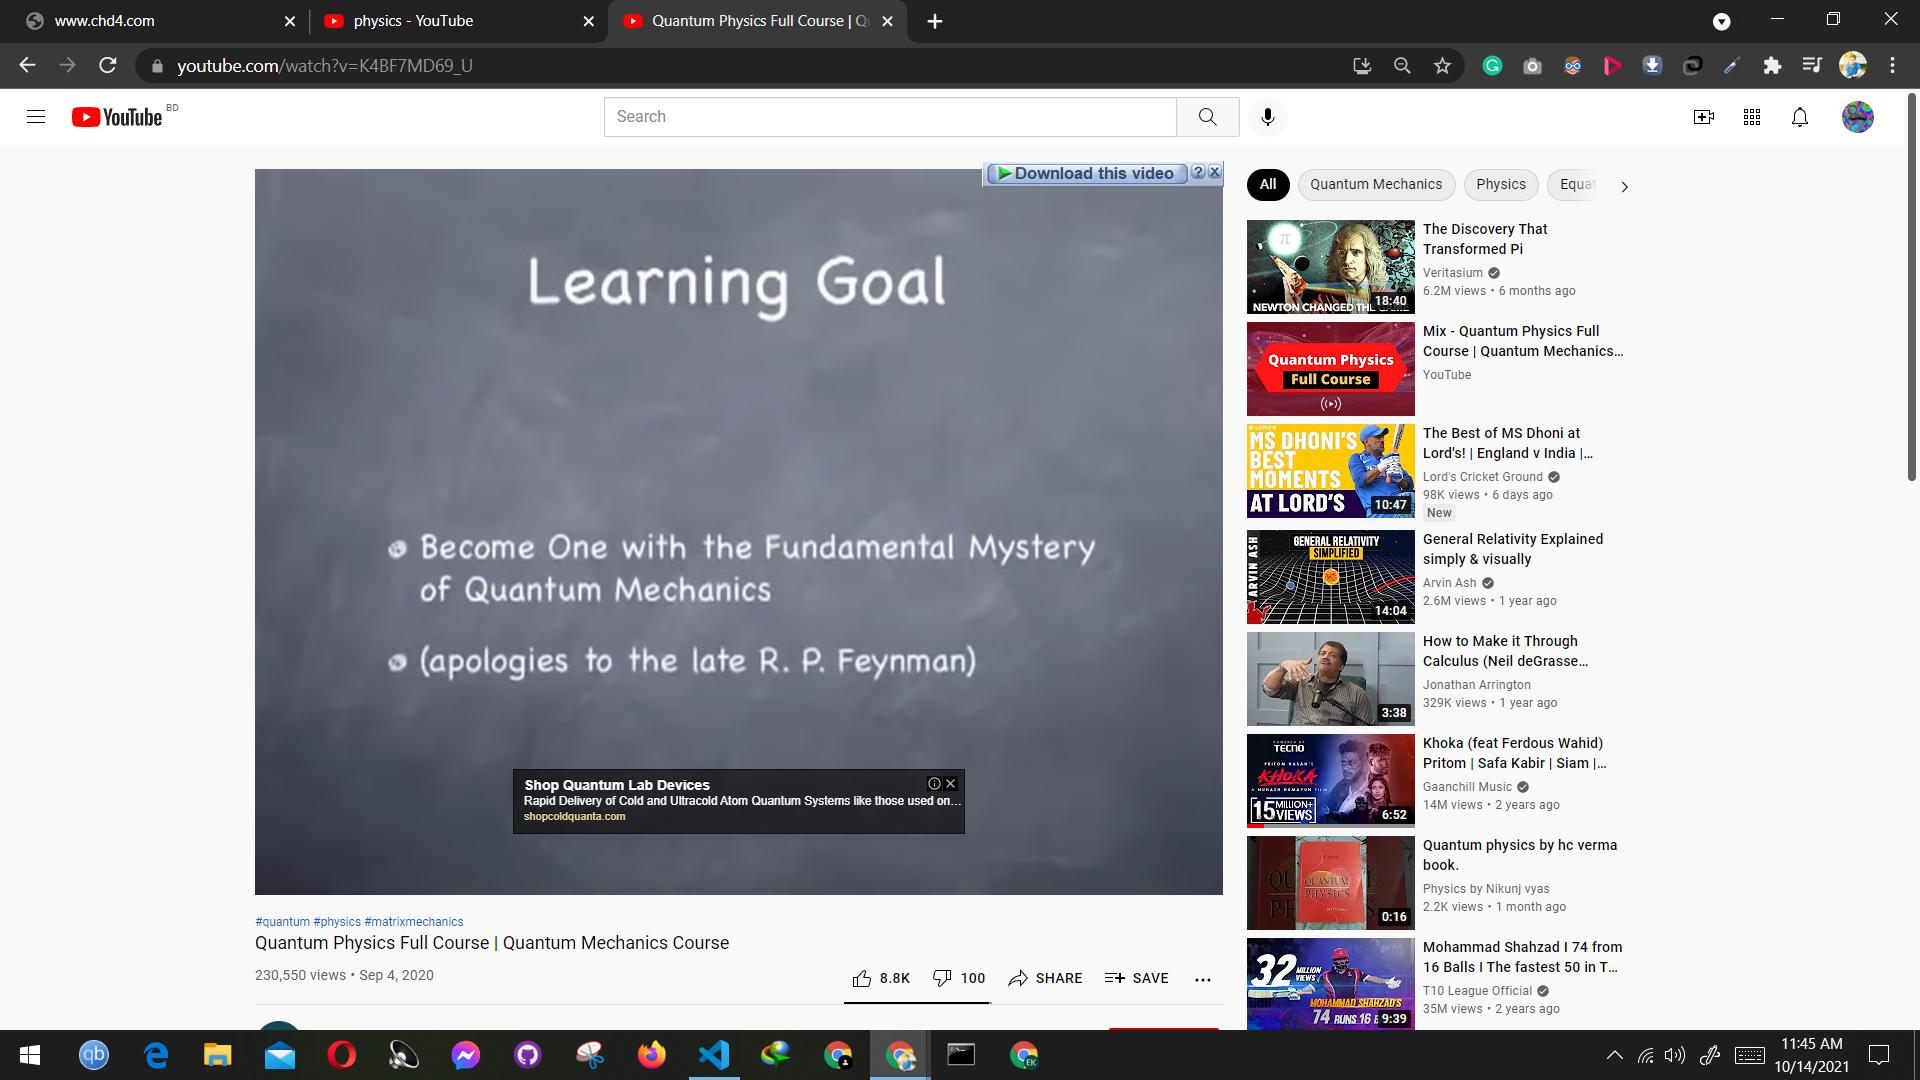 www.chd4.com
physics - YouTube
Quantum Physics Full Course | Qu
youtube.com/watch?v=K4BF7MD69_U
YouTube BD
Search
Download this video
Learning Goal
Become One with the Fundamental Mystery
of Quantum Mechanics
(apologies to the late R. P. Feynman)
Shop Quantum Lab Devices
Rapid Delivery of Cold and Ultracold Atom Quantum Systems like those used on...
shopcoldquanta.com
#quantum #physics #matrixmechanics
Quantum Physics Full Course | Quantum Mechanics Course
230,550 views • Sep 4, 2020
8.8K
100
SHARE
SAVE
All
Quantum Mechanics
Physics
Equat
NEWTON CHANGED THE GAME
18:40
The Discovery That
Transformed Pi
Veritasium
6.2M views • 6 months ago
Quantum Physics
Full Course
Mix - Quantum Physics Full
Course | Quantum Mechanics...
YouTube
MS DHONI'S
BEST
MOMENTS
AT LORD'S
10:47
The Best of MS Dhoni at
Lord's! | England v India |...
Lord's Cricket Ground
98K views • 6 days ago
New
ARVIN ASH
GENERAL RELATIVITY
SIMPLIFIED
14:04
General Relativity Explained
simply & visually
Arvin Ash
2.6M views • 1 year ago
3:38
How to Make it Through
Calculus (Neil deGrasse...
Jonathan Arrington
329K views • 1 year ago
TECNO
PRITOM HASAN'S
KHOKA
A NUHASH HUMAYUN FILM
15 MILLION+
VIEWS
6:52
Khoka (feat Ferdous Wahid)
Pritom | Safa Kabir | Siam |...
Gaanchill Music
14M views • 2 years ago
QUANTUM
PHYSICS
0:16
Quantum physics by hc verma
book.
Physics by Nikunj vyas
2.2K views • 1 month ago
32 MILLION
VIEWS
MOHAMMAD SHAHZAD'S
74 RUNS 16 B
9:39
Mohammad Shahzad I 74 from
16 Balls I The fastest 50 in T...
T10 League Official
35M views • 2 years ago
qb
EK
11:45 AM
10/14/2021